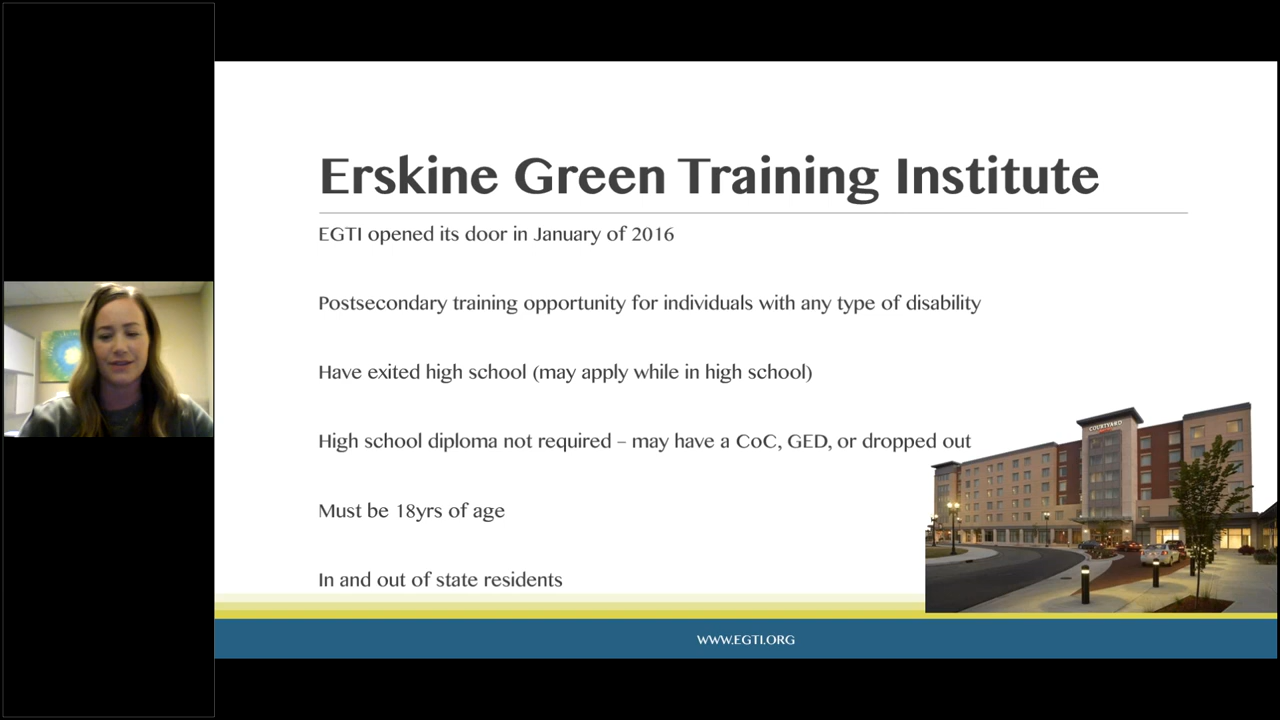 Erskine Green Training Institute
EGTI opened its door in January of 2016
Postsecondary training opportunity for individuals with any type of disability
Have exited high school (may apply while in high school)
High school diploma not required – may have a CoC, GED, or dropped out
COURTYARD
Must be 18yrs of age
In and out of state residents
WWW.EGTI.ORG